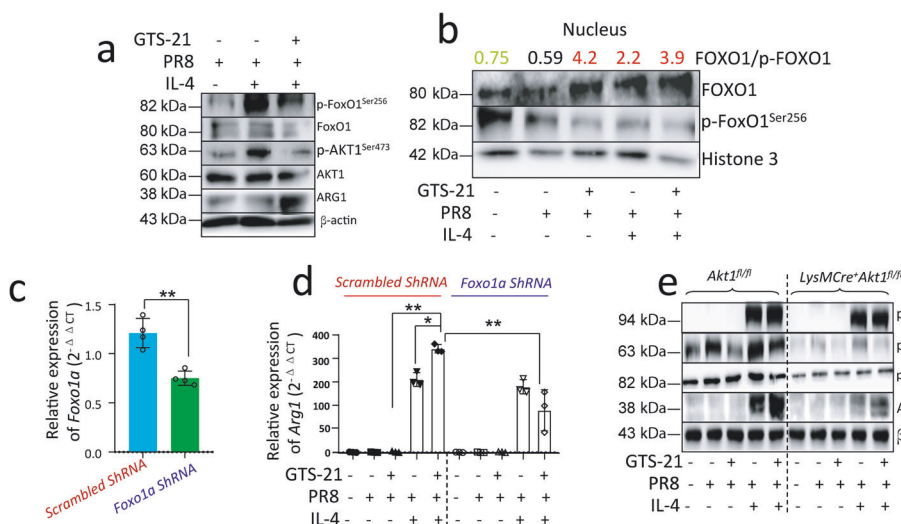 a
GTS-21 - - +
PR8 + + +
IL-4 - + +
82 kDa p-FoxO1Ser256
80 kDa FoxO1
63 kDa p-AKT1Ser473
60 kDa AKT1
38 kDa ARG1
43 kDa β-actin
b
Nucleus
0.75 0.59 4.2 2.2 3.9 FOXO1/p-FOXO1
80 kDa FOXO1
82 kDa p-FoxO1Ser256
42 kDa Histone 3
GTS-21 - - + - +
PR8 - + + + +
IL-4 - - - + +
c
Relative expression
of Foxo1a (2-ΔΔCT)
**
1.5
1.0
0.5
0.0
Scrambled ShRNA
Foxo1a ShRNA
d
Scrambled ShRNA Foxo1a ShRNA
Relative expression
of Arg1 (2-ΔΔCT)
**
*
**
400
300
200
100
0
GTS-21 - - + - + - - + - +
PR8 - + + + + - + + + +
IL-4 - - - + + - - - + +
e
Akt1fl/fl LysMCre+Akt1fl/fl
94 kDa p
63 kDa p
82 kDa p
38 kDa A
43 kDa β
GTS-21 - - + - + - - + - +
PR8 - + + + + - + + + +
IL-4 - - - + + - - - + +